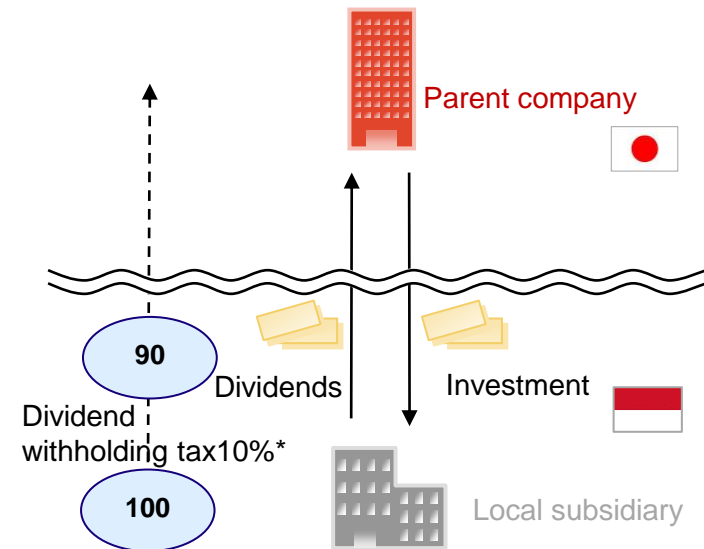 Parent company
90
Dividends
Investment
Dividend
withholding tax10%*
100
Local subsidiary